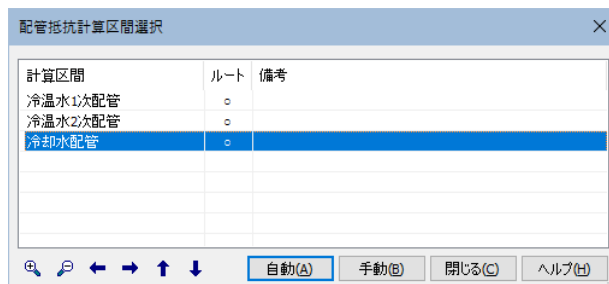 配管抵抗計算区間選択
計算区間 ルート 備考
冷温水1次配管 ○
冷温水2次配管 ○
冷却水配管 ○
自動(A) 手動(B) 閉じる(C) ヘルプ(H)